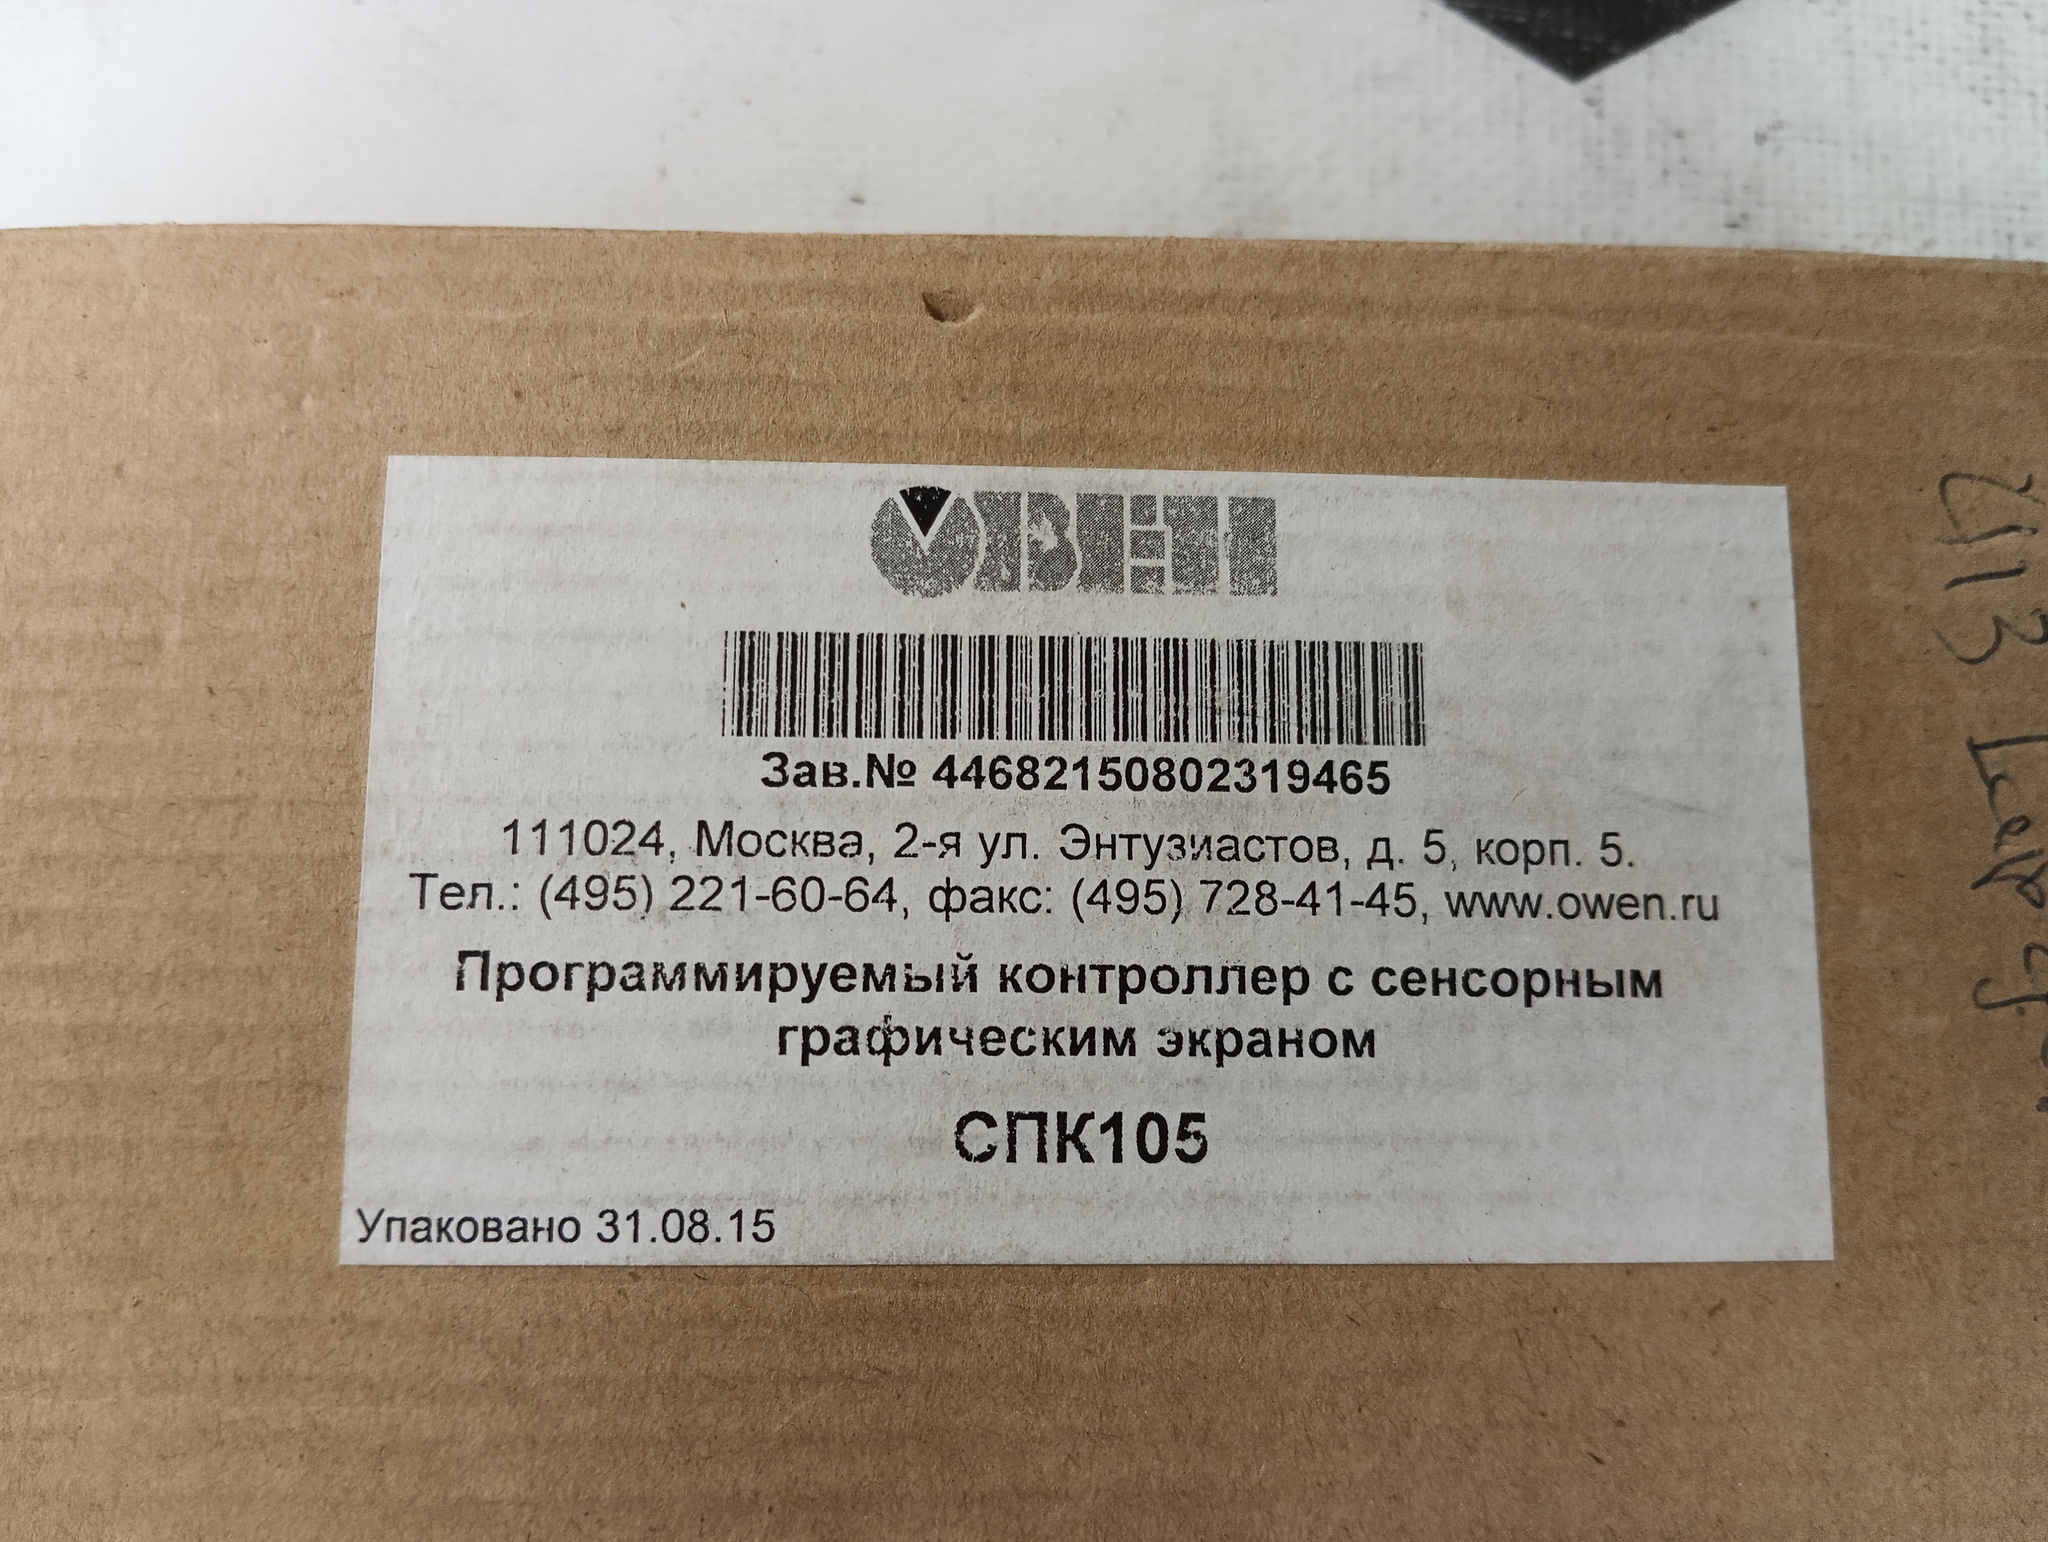 ОВЕН
Зав.№ 44682150802319465
111024, Москва, 2-я ул. Энтузиастов, д. 5, корп. 5.
Тел.: (495) 221-60-64, факс: (495) 728-41-45, www.owen.ru
Программируемый контроллер с сенсорным
графическим экраном
СПК105
Упаковано 31.08.15